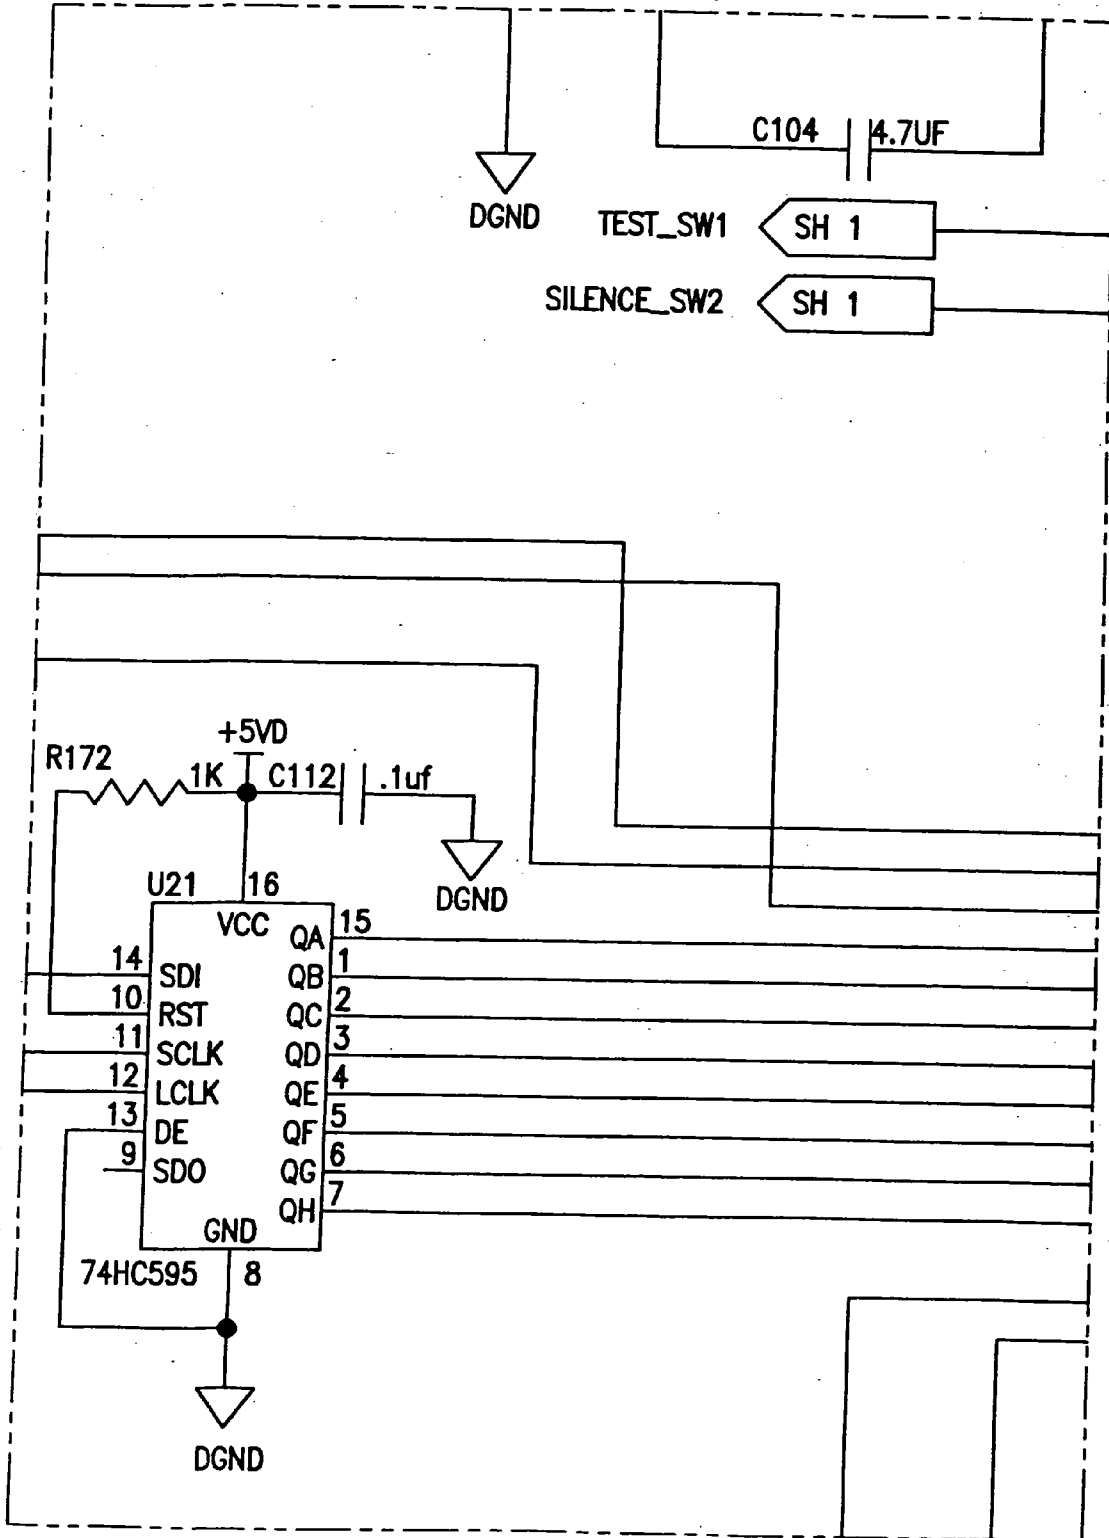 C104 4.7UF
DGND
TEST_SW1 SH 1
SILENCE_SW2 SH 1
+5VD
R172 1K C112 .1uf
DGND
U21 16
VCC
QA 15
14 SDI QB 1
10 RST QC 2
11 SCLK QD 3
12 LCLK QE 4
13 DE QF 5
9 SDO QG 6
QH 7
GND
74HC595 8
DGND